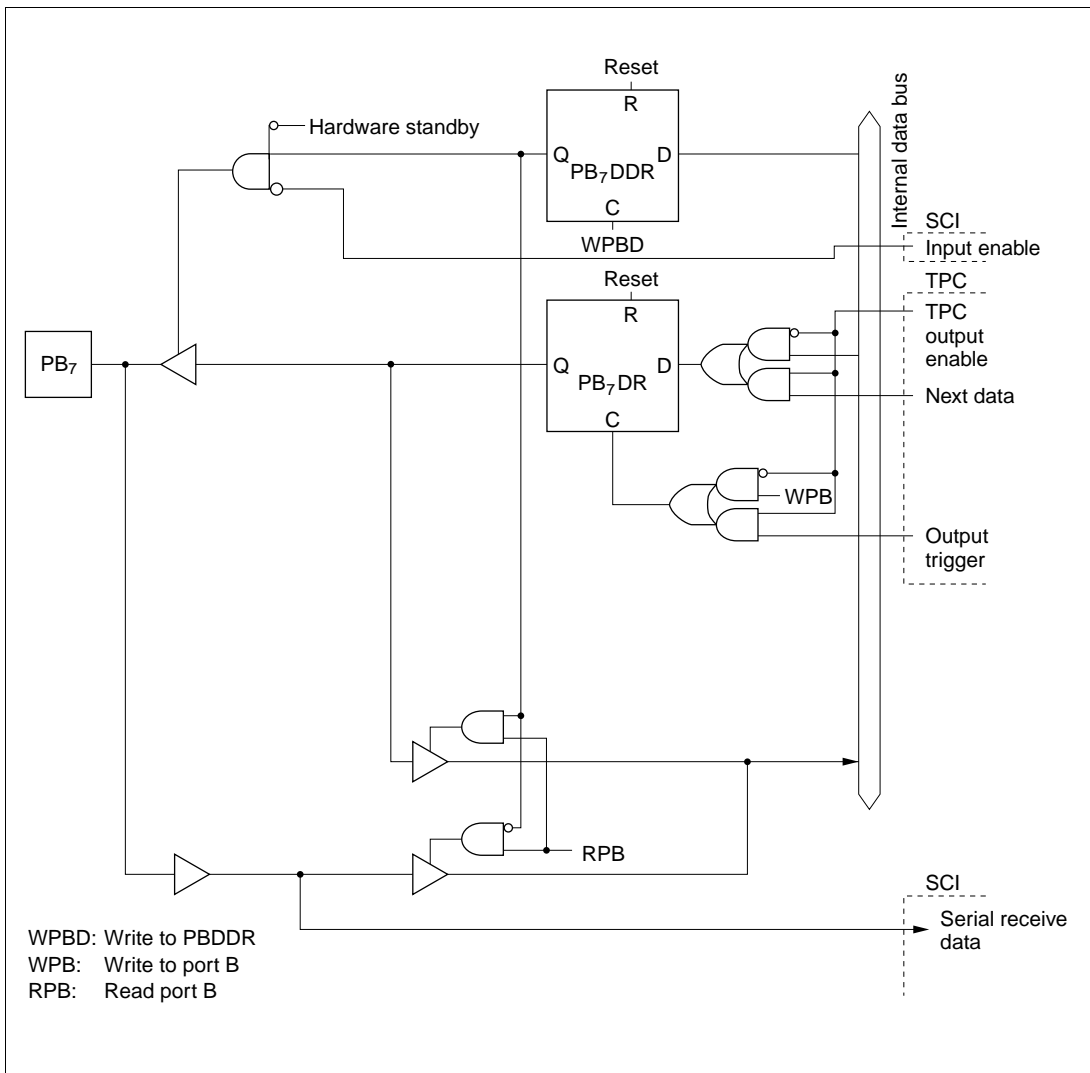 Reset
R
Hardware standby
Q
D
PB₇DDR
C
WPBD
Internal data bus
SCI
Input enable
Reset
R
TPC
TPC
output
enable
PB₇
Q
D
PB₇DR
C
Next data
WPB
Output
trigger
RPB
SCI
Serial receive
data
WPBD: Write to PBDDR
WPB: Write to port B
RPB: Read port B